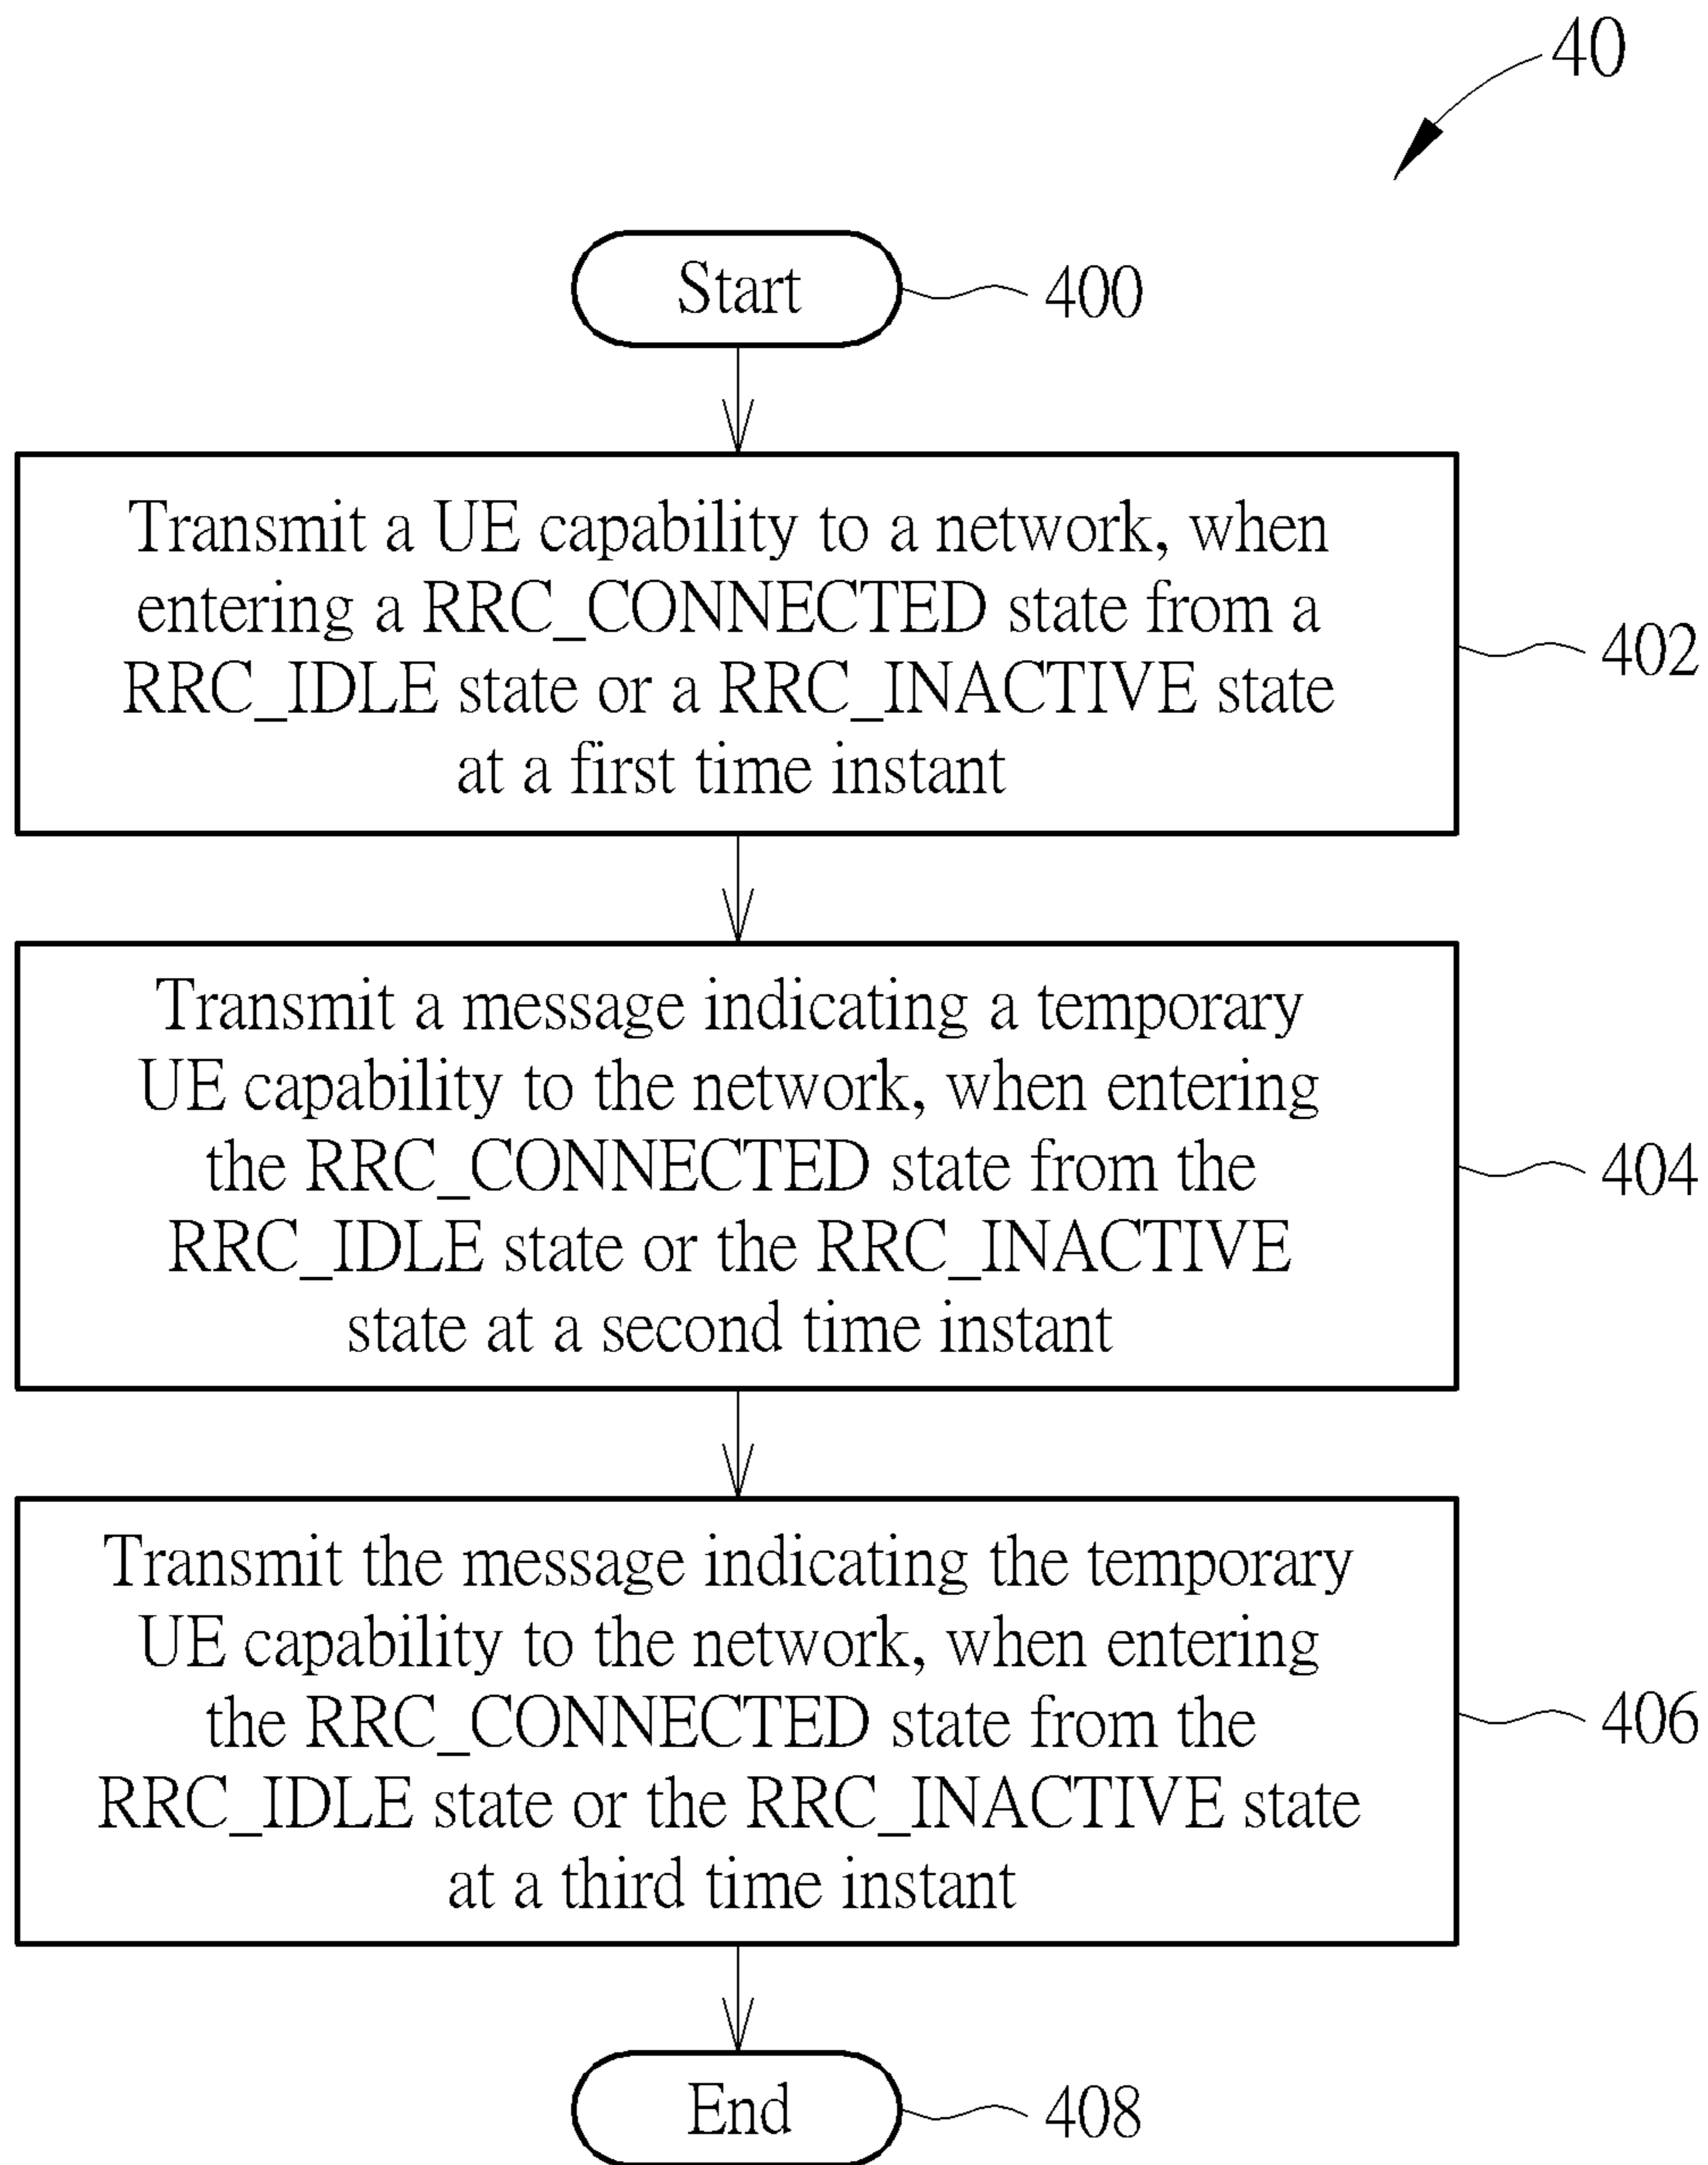 40
Start
400
Transmit a UE capability to a network, when
entering a RRC_CONNECTED state from a
RRC_IDLE state or a RRC_INACTIVE state
at a first time instant
402
Transmit a message indicating a temporary
UE capability to the network, when entering
the RRC_CONNECTED state from the
RRC_IDLE state or the RRC_INACTIVE
state at a second time instant
404
Transmit the message indicating the temporary
UE capability to the network, when entering
the RRC_CONNECTED state from the
RRC_IDLE state or the RRC_INACTIVE state
at a third time instant
406
End
408